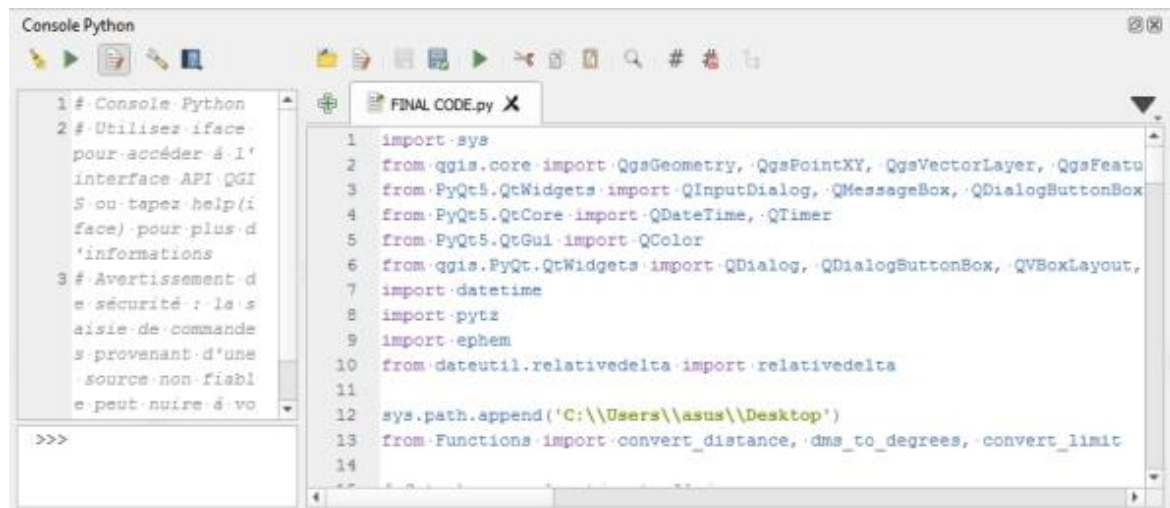 Console Python
1 # Console Python
2 # Utilisez iface
pour accéder à l'
interface API QGI
S ou tapez help(i
face) pour plus d
'informations
3 # Avertissement d
e sécurité : la s
aisie de commande
s provenant d'une
source non fiabl
e peut nuire à vo
>>>
FINAL CODE.py
1 import sys
2 from qgis.core import QgsGeometry, QgsPointXY, QgsVectorLayer, QgsFeatu
3 from PyQt5.QtWidgets import QInputDialog, QMessageBox, QDialogButtonBox
4 from PyQt5.QtCore import QDateTime, QTimer
5 from PyQt5.QtGui import QColor
6 from qgis.PyQt.QtWidgets import QDialog, QDialogButtonBox, QVBoxLayout,
7 import datetime
8 import pytz
9 import ephem
10 from dateutil.relativedelta import relativedelta
11
12 sys.path.append('C:\\Users\\asus\\Desktop')
13 from Functions import convert_distance, dms_to_degrees, convert_limit
14